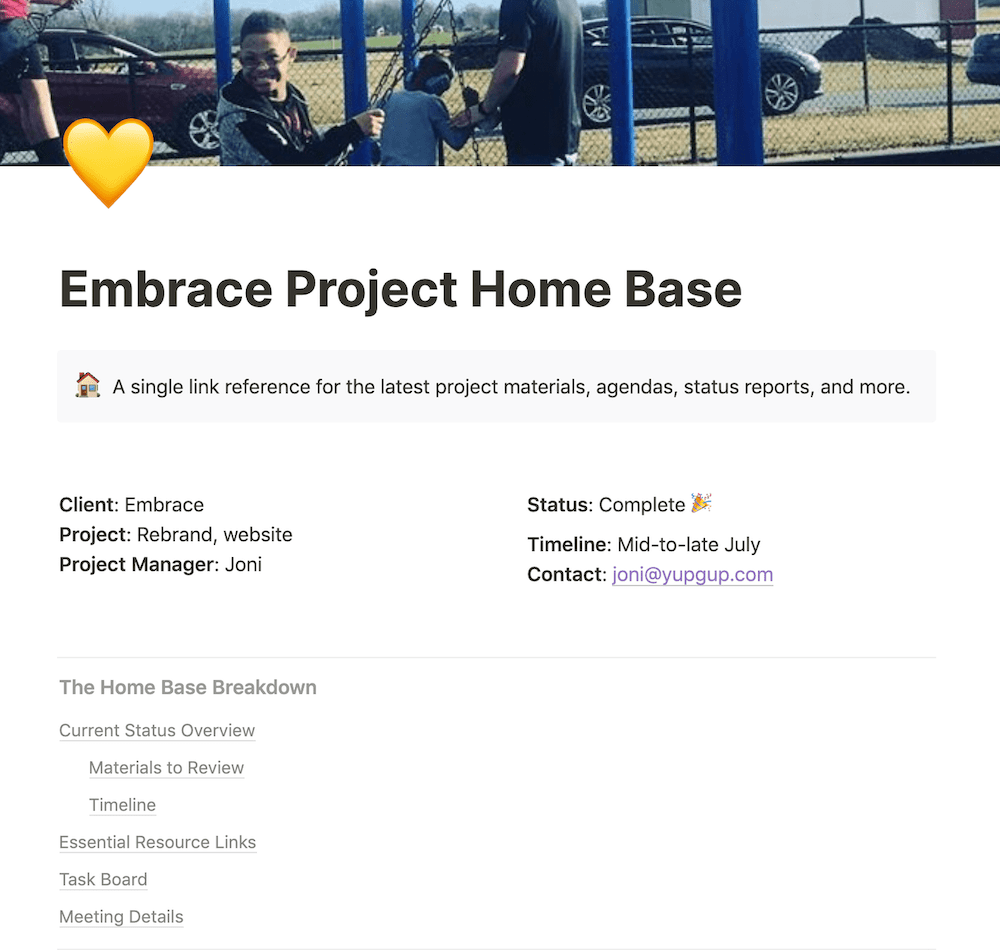 Embrace Project Home Base
A single link reference for the latest project materials, agendas, status reports, and more.
Client: Embrace
Project: Rebrand, website
Project Manager: Joni
Status: Complete 🎉
Timeline: Mid-to-late July
Contact: joni@yupgup.com
The Home Base Breakdown
Current Status Overview
Materials to Review
Timeline
Essential Resource Links
Task Board
Meeting Details